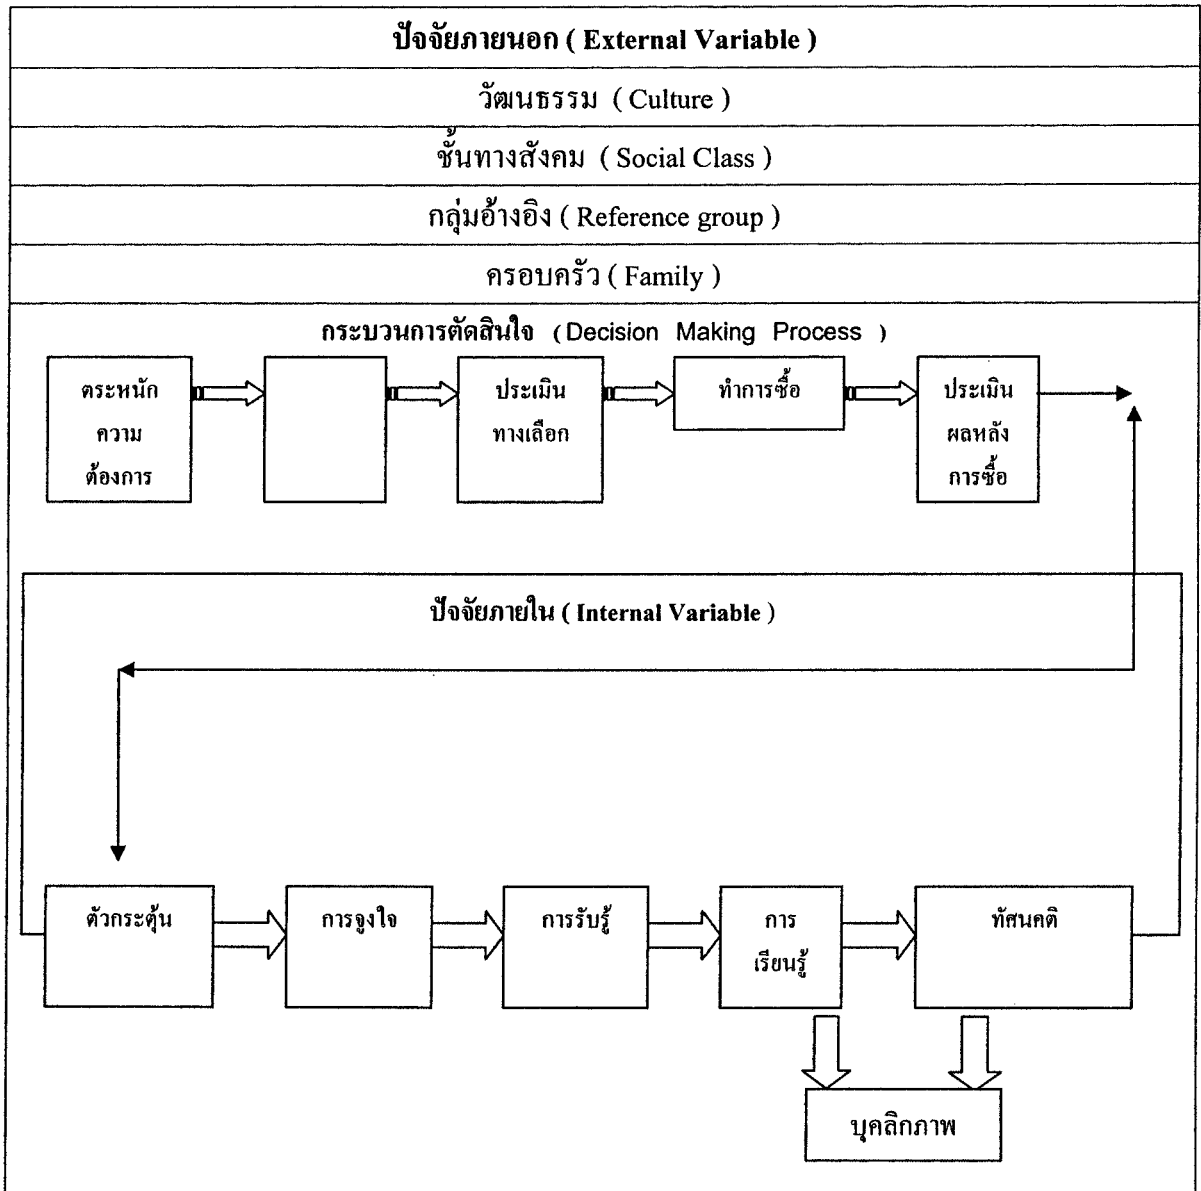 ปัจจัยภายนอก ( External Variable )
วัฒนธรรม ( Culture )
ชั้นทางสังคม ( Social Class )
กลุ่มอ้างอิง ( Reference group )
ครอบครัว ( Family )
กระบวนการตัดสินใจ ( Decision Making Process )
ตระหนัก
ความ
ต้องการ
ประเมิน
ทางเลือก
ทำการซื้อ
ประเมิน
ผลหลัง
การซื้อ
ปัจจัยภายใน ( Internal Variable )
ตัวกระตุ้น
การจูงใจ
การรับรู้
การ
เรียนรู้
ทัศนคติ
บุคลิกภาพ